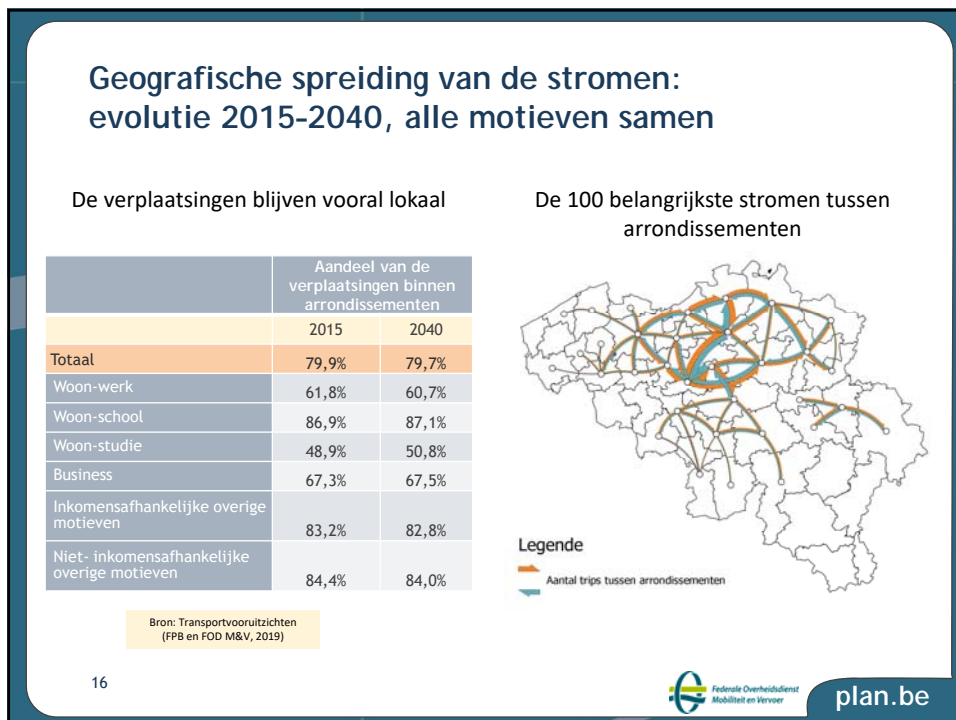 Geografische spreiding van de stromen:
evolutie 2015-2040, alle motieven samen
De verplaatsingen blijven vooral lokaal
Aandeel van de
verplaatsingen binnen
arrondissementen
2015 2040
Totaal 79,9% 79,7%
Woon-werk 61,8% 60,7%
Woon-school 86,9% 87,1%
Woon-studie 48,9% 50,8%
Business 67,3% 67,5%
Inkomensafhankelijke overige
motieven 83,2% 82,8%
Niet- inkomensafhankelijke
overige motieven 84,4% 84,0%
Bron: Transportvooruitzichten
(FPB en FOD M&V, 2019)
De 100 belangrijkste stromen tussen
arrondissementen
Legende
Aantal trips tussen arrondissementen
16
Federale Overheidsdienst
Mobiliteit en Vervoer
plan.be